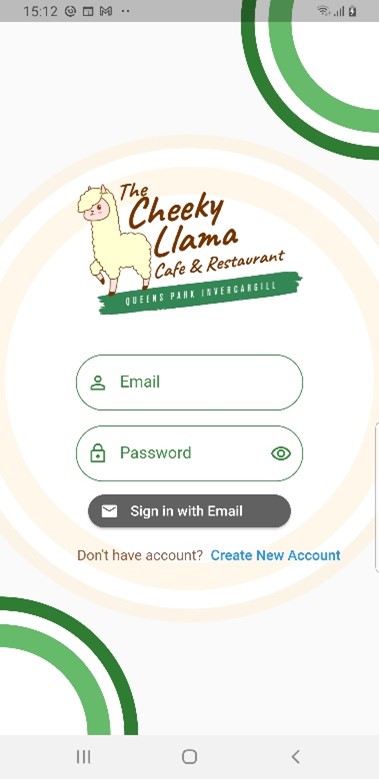 15:12
The
Cheeky
Llama
Cafe & Restaurant
QUEENS PARK INVERCARGILL
Email
Password
Sign in with Email
Don't have account? Create New Account